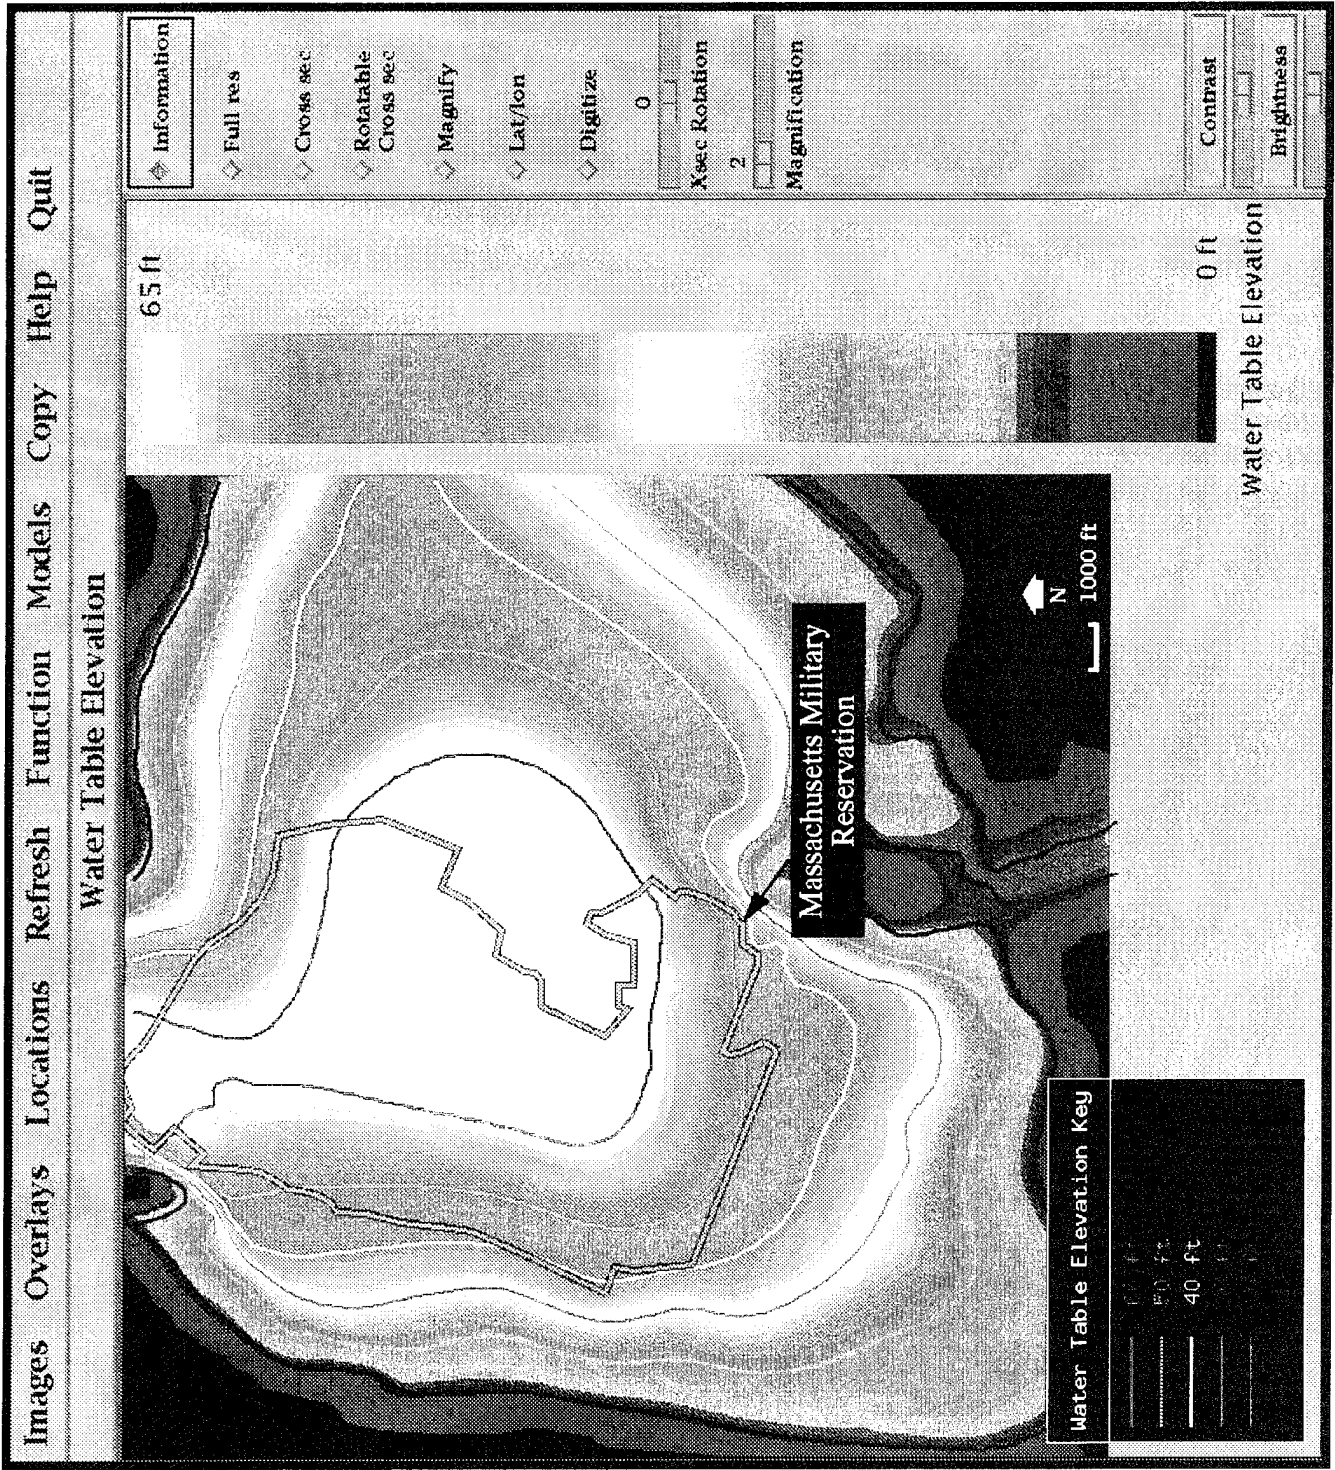 Images Overlays Locations Refresh Function Models Copy Help Quit
Water Table Elevation
Information
Full res
Cross sec
Rotatable
Cross sec
Magnify
Lat/lon
Digitize
0
Xsec Rotation
2
Magnification
Contrast
Brightness
65 ft
0 ft
Water Table Elevation
Massachusetts Military
Reservation
N
1000 ft
Water Table Elevation Key
50 ft
40 ft